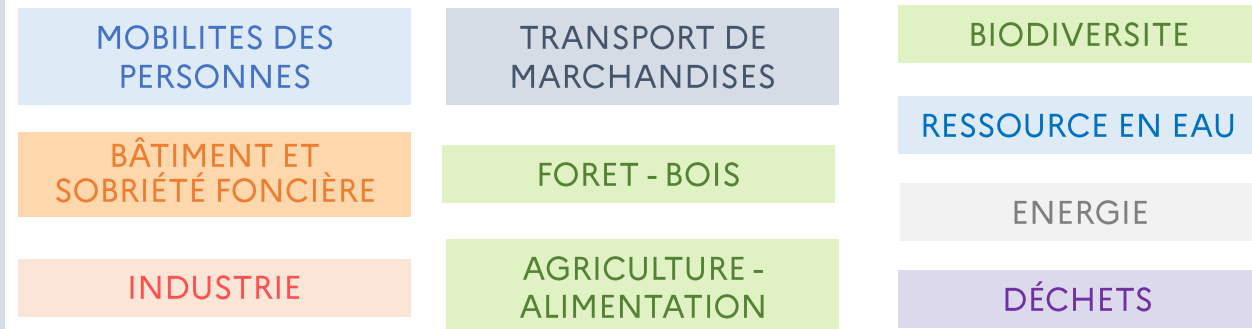 MOBILITES DES
PERSONNES
BÂTIMENT ET
SOBRIÉTÉ FONCIÈRE
INDUSTRIE
TRANSPORT DE
MARCHANDISES
FORET - BOIS
AGRICULTURE -
ALIMENTATION
BIODIVERSITE
RESSOURCE EN EAU
ENERGIE
DÉCHETS